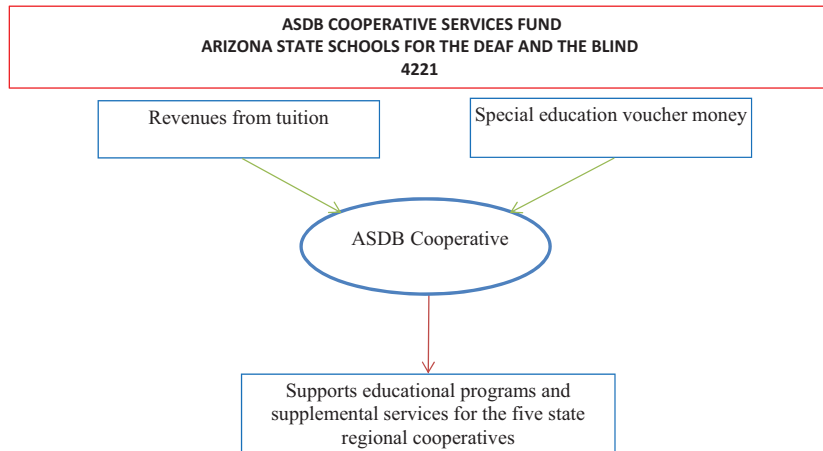 ASDB COOPERATIVE SERVICES FUND
ARIZONA STATE SCHOOLS FOR THE DEAF AND THE BLIND
4221
Revenues from tuition
Special education voucher money
ASDB Cooperative
Supports educational programs and
supplemental services for the five state
regional cooperatives